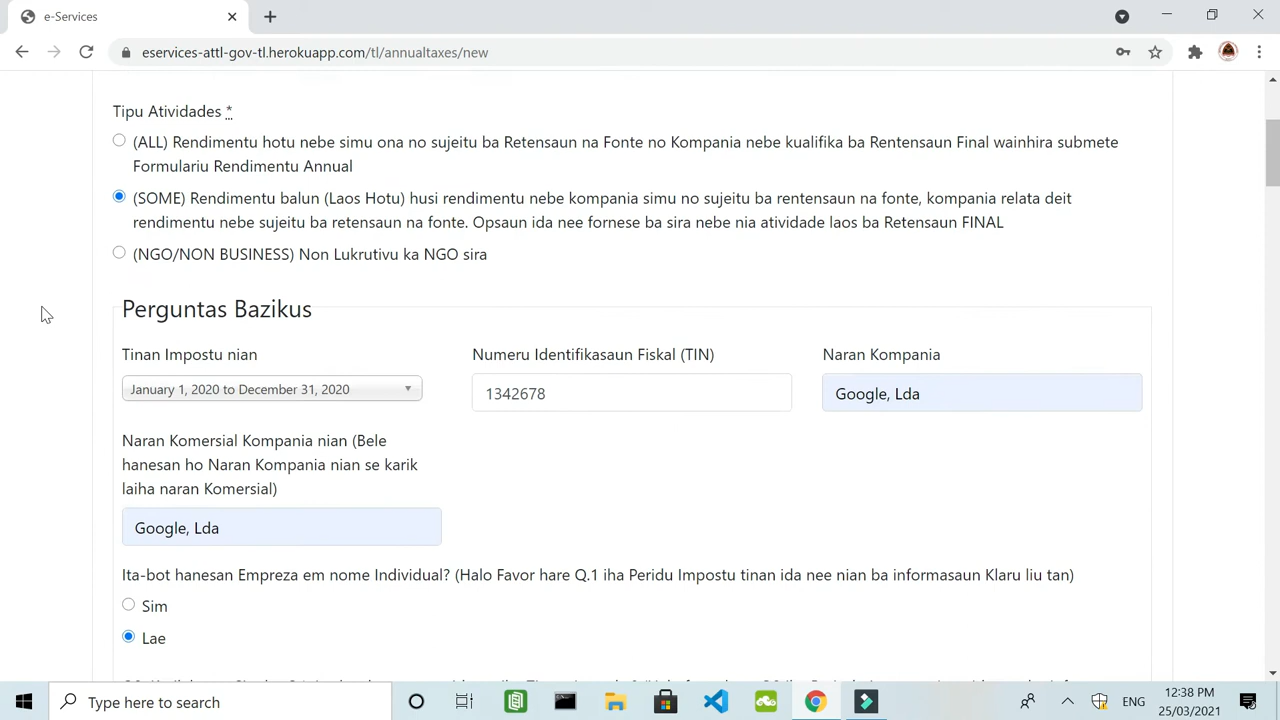 e-Services
eservices-attl-gov-tl.herokuapp.com/tl/annualtaxes/new
Tipu Atividades *
(ALL) Rendimentu hotu nebe simu ona no sujeitu ba Retensaun na Fonte no Kompania nebe kualifika ba Rentensaun Final wainhira submete
Formulariu Rendimentu Annual
(SOME) Rendimentu balun (Laos Hotu) husi rendimentu nebe kompania simu no sujeitu ba rentensaun na fonte, kompania relata deit
rendimentu nebe sujeitu ba retensaun na fonte. Opsaun ida nee fornese ba sira nebe nia atividade laos ba Retensaun FINAL
(NGO/NON BUSINESS) Non Lukrutivu ka NGO sira
Perguntas Bazikus
Tinan Impostu nian
Numeru Identifikasaun Fiskal (TIN)
Naran Kompania
January 1, 2020 to December 31, 2020
1342678
Google, Lda
Naran Komersial Kompania nian (Bele
hanesan ho Naran Kompania nian se karik
laiha naran Komersial)
Google, Lda
Ita-bot hanesan Empreza em nome Individual? (Halo Favor hare Q.1 iha Peridu Impostu tinan ida nee nian ba informasaun Klaru liu tan)
Sim
Lae
Type here to search
ENG
12:38 PM
25/03/2021